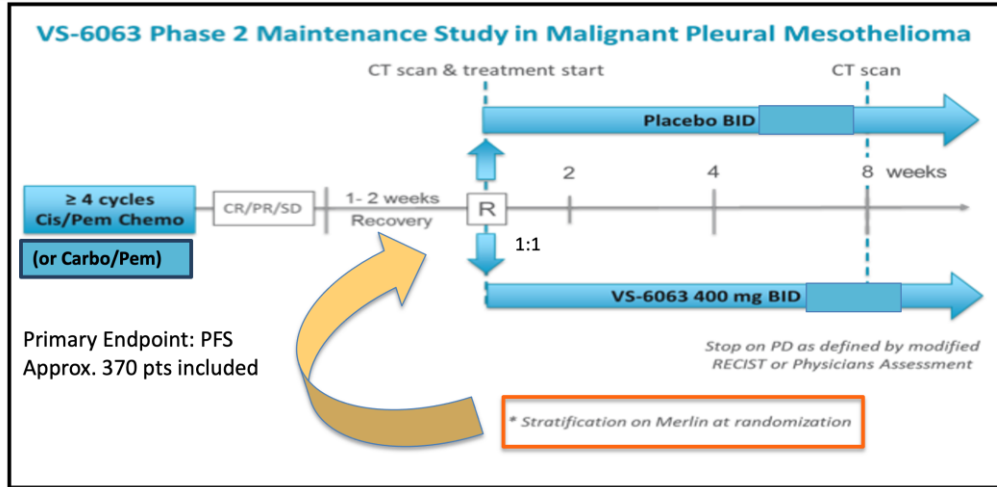 VS-6063 Phase 2 Maintenance Study in Malignant Pleural Mesothelioma
CT scan & treatment start
CT scan
Placebo BID
2
4
8 weeks
≥ 4 cycles
Cis/Pem Chemo
CR/PR/SD
1- 2 weeks
Recovery
R
(or Carbo/Pem)
1:1
VS-6063 400 mg BID
Primary Endpoint: PFS
Approx. 370 pts included
Stop on PD as defined by modified
RECIST or Physicians Assessment
* Stratification on Merlin at randomization